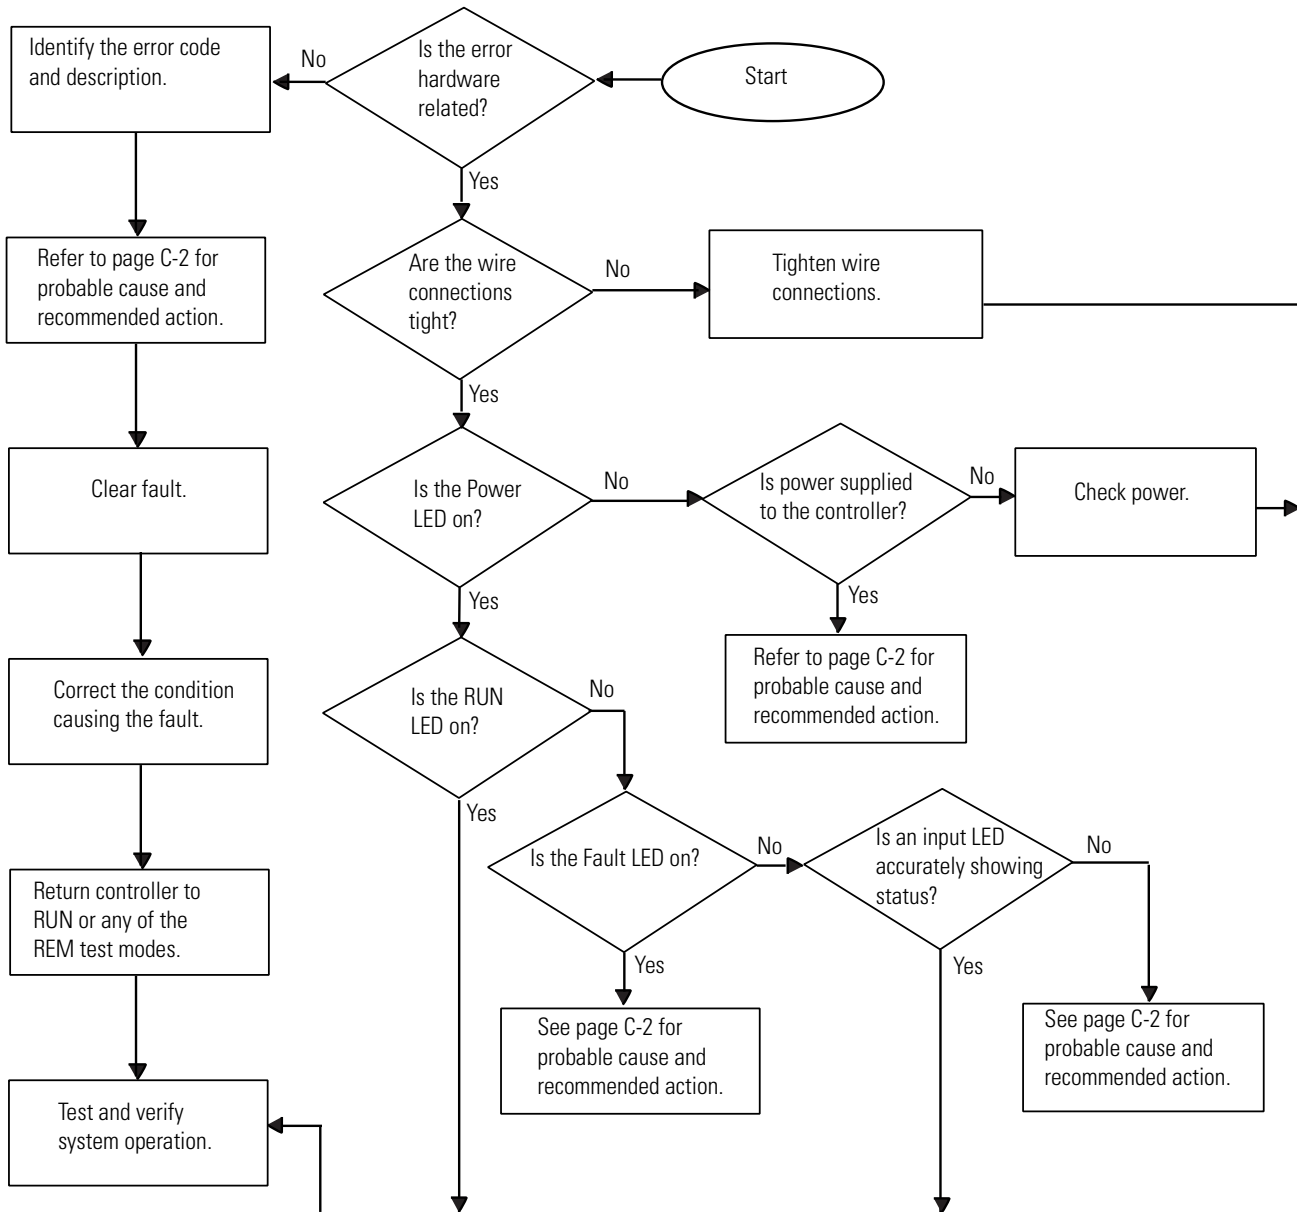 Start
Is the error
hardware
related?
No
Identify the error code
and description.
Yes
Refer to page C-2 for
probable cause and
recommended action.
Are the wire
connections
tight?
No
Tighten wire
connections.
Yes
Clear fault.
Is the Power
LED on?
No
Is power supplied
to the controller?
No
Check power.
Yes
Yes
Refer to page C-2 for
probable cause and
recommended action.
Correct the condition
causing the fault.
Is the RUN
LED on?
No
Yes
Return controller to
RUN or any of the
REM test modes.
Is the Fault LED on?
No
Is an input LED
accurately showing
status?
No
Yes
Yes
See page C-2 for
probable cause and
recommended action.
See page C-2 for
probable cause and
recommended action.
Test and verify
system operation.